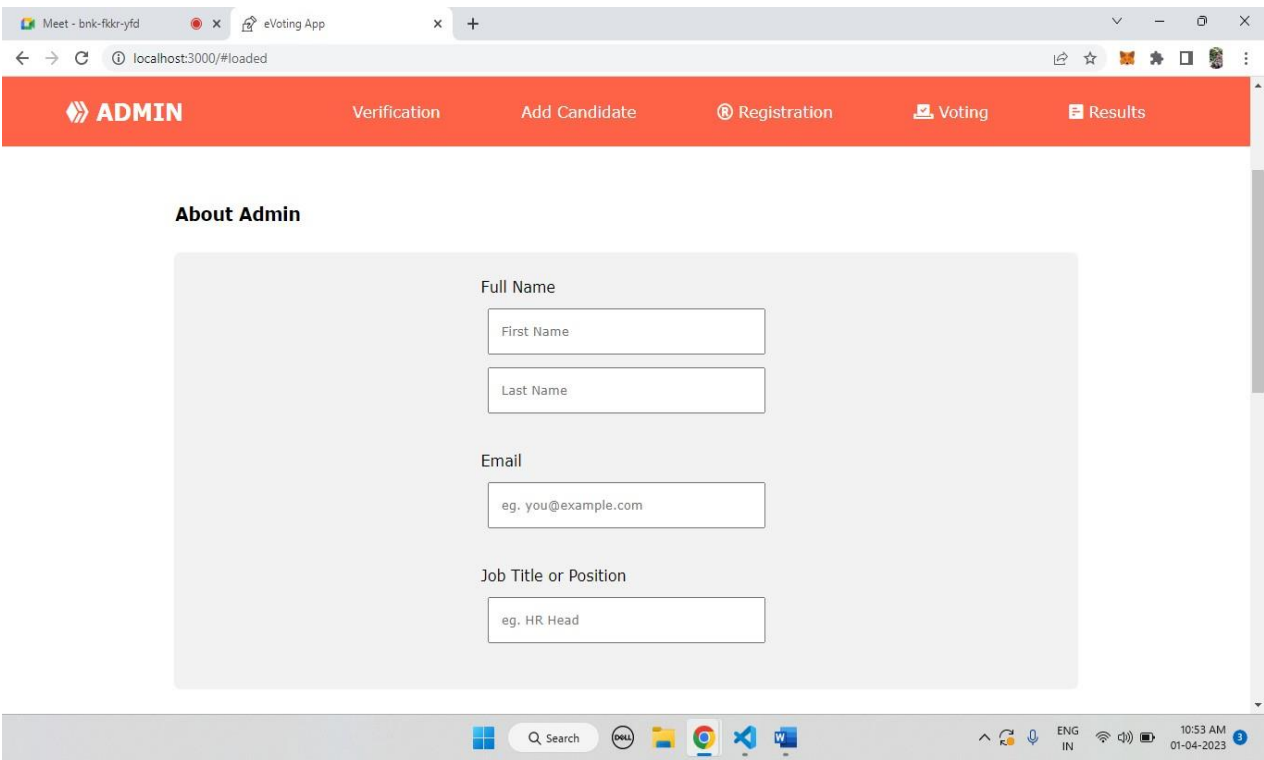 Meet - bnk-fkkr-yfd eVoting App
localhost:3000/#loaded
ADMIN Verification Add Candidate ® Registration Voting Results
About Admin
Full Name
First Name
Last Name
Email
eg. you@example.com
Job Title or Position
eg. HR Head
Search DELL W ENG 10:53 AM 3
IN 01-04-2023